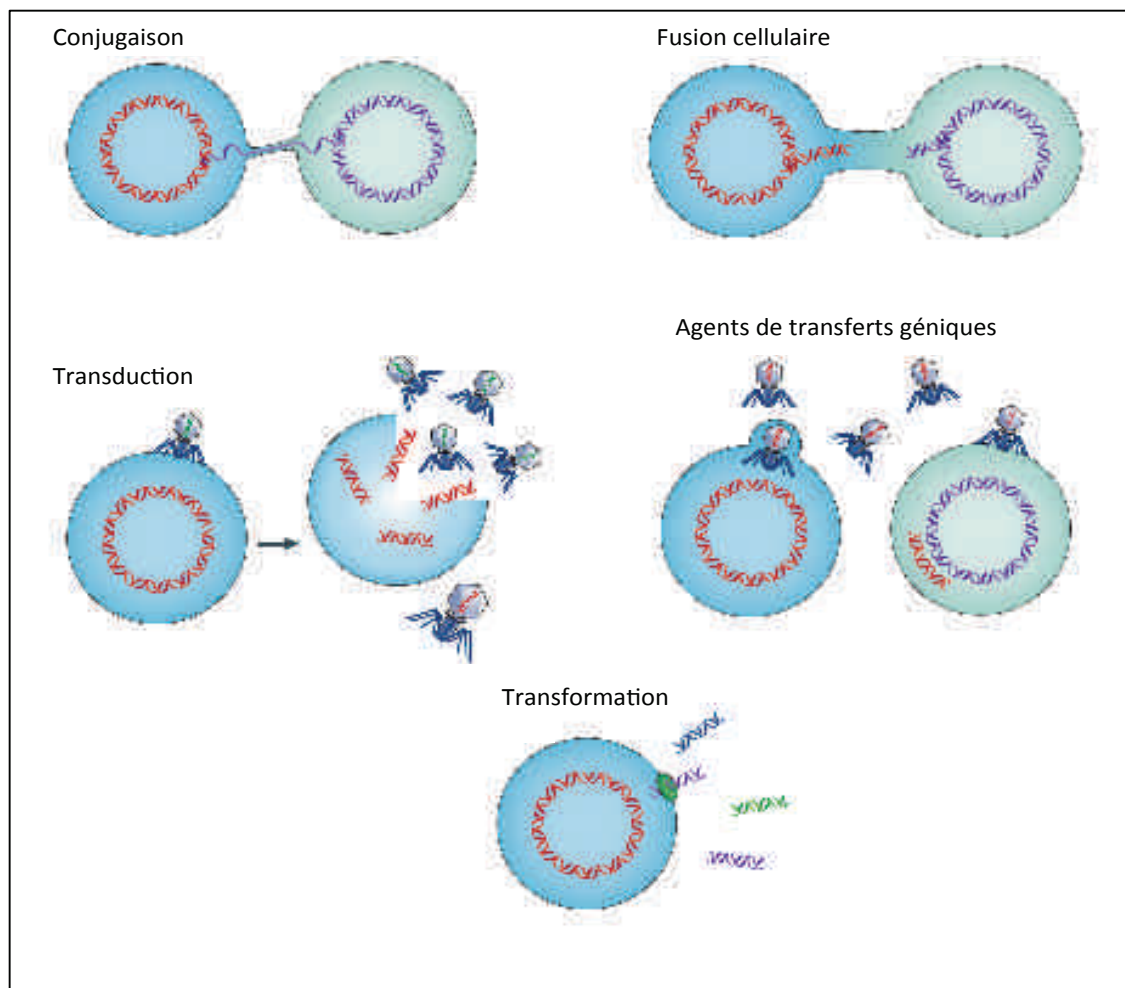 Conjugaison
Fusion cellulaire
Agents de transferts géniques
Transduction
Transformation